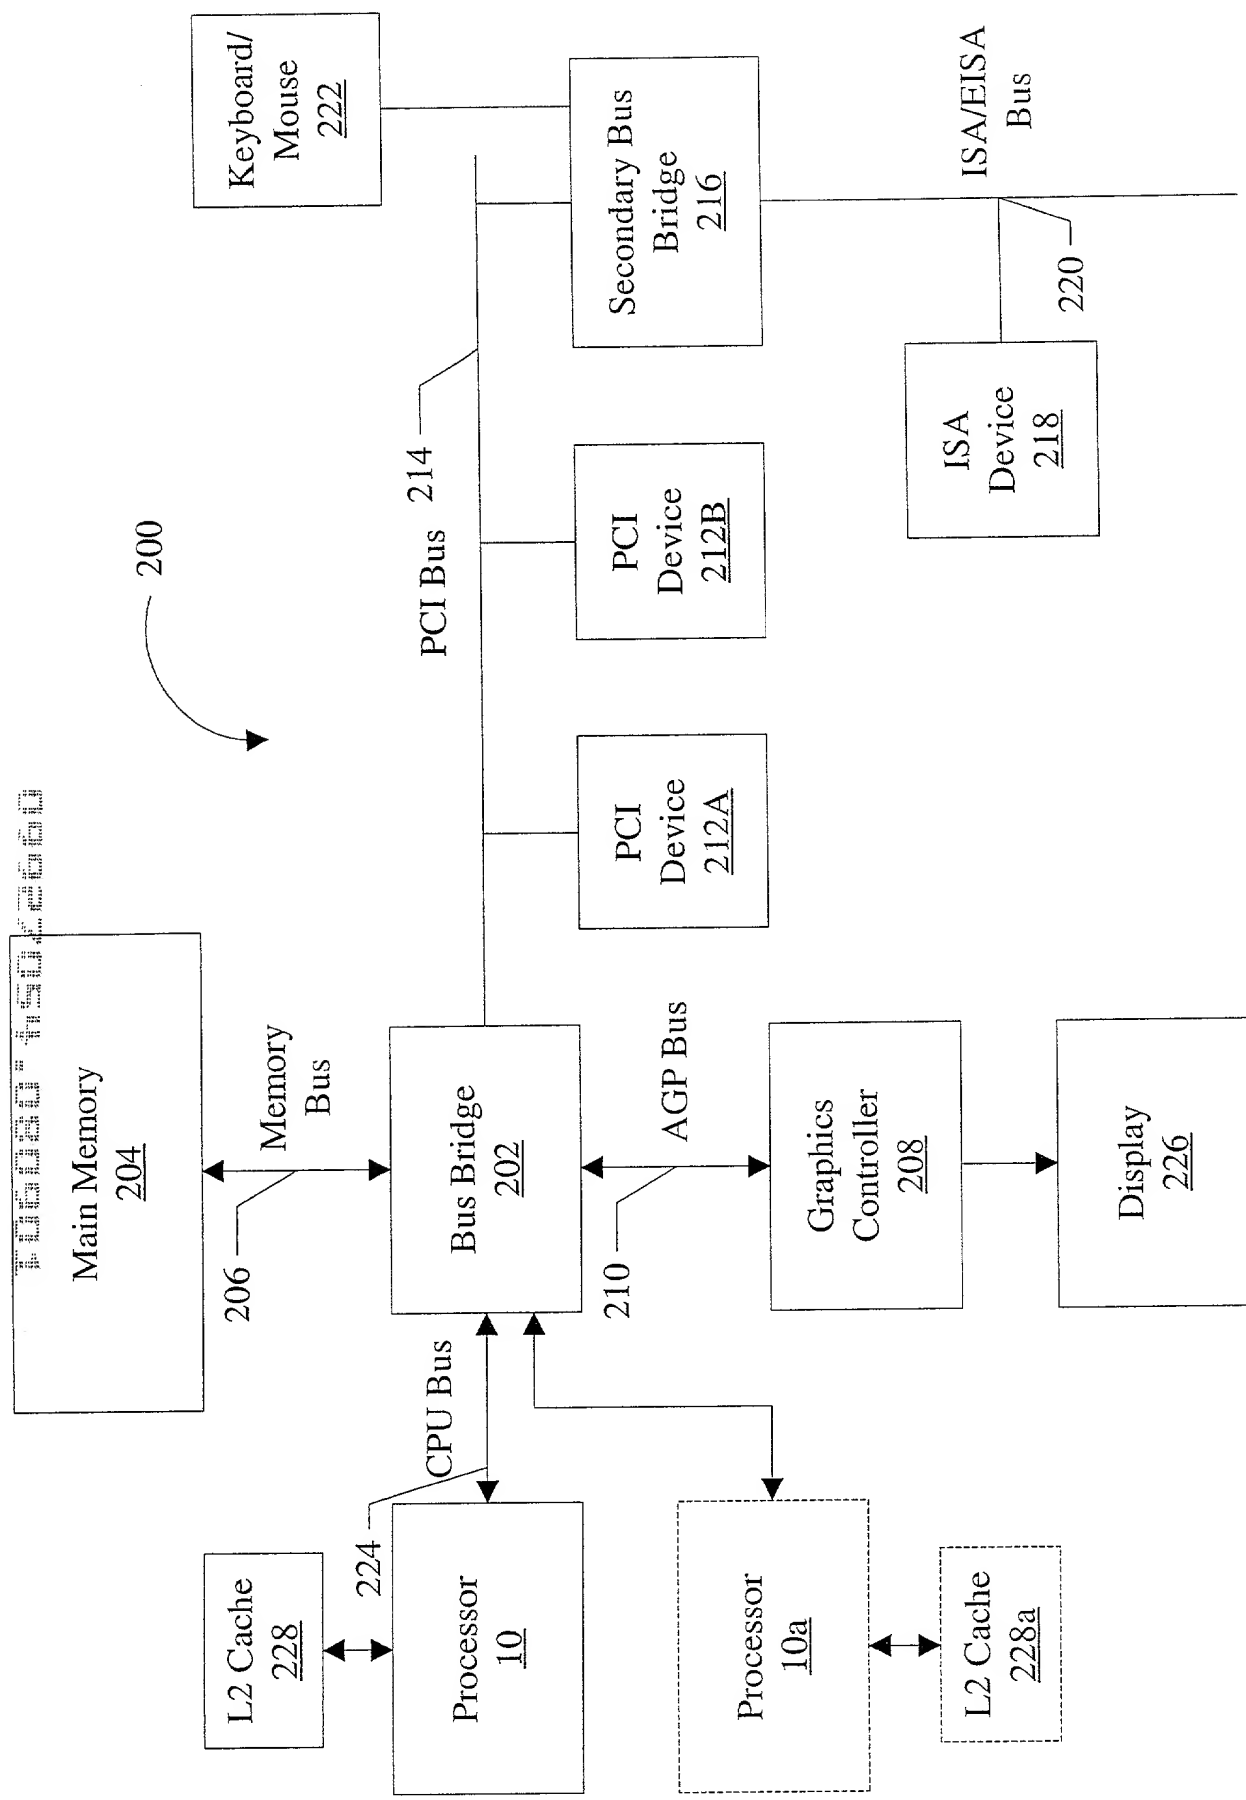 Main Memory
204
200
L2 Cache
228
206
Memory
Bus
Keyboard/
Mouse
222
224
CPU Bus
PCI Bus
214
Processor
10
Bus Bridge
202
PCI
Device
212A
PCI
Device
212B
Secondary Bus
Bridge
216
210
AGP Bus
Processor
10a
Graphics
Controller
208
ISA
Device
218
ISA/EISA
Bus
220
L2 Cache
228a
Display
226